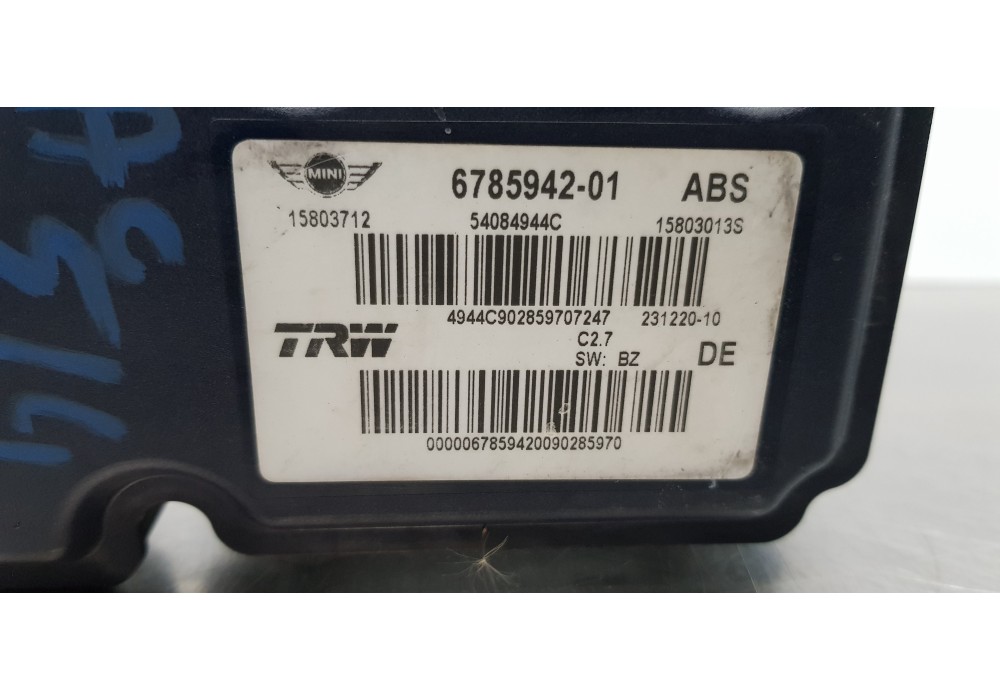 MINI
6785942-01 ABS
15803712 54084944C 15803013S
4944C902859707247 231220-10
TRW
C2.7
SW: BZ DE
0000067859420090285970